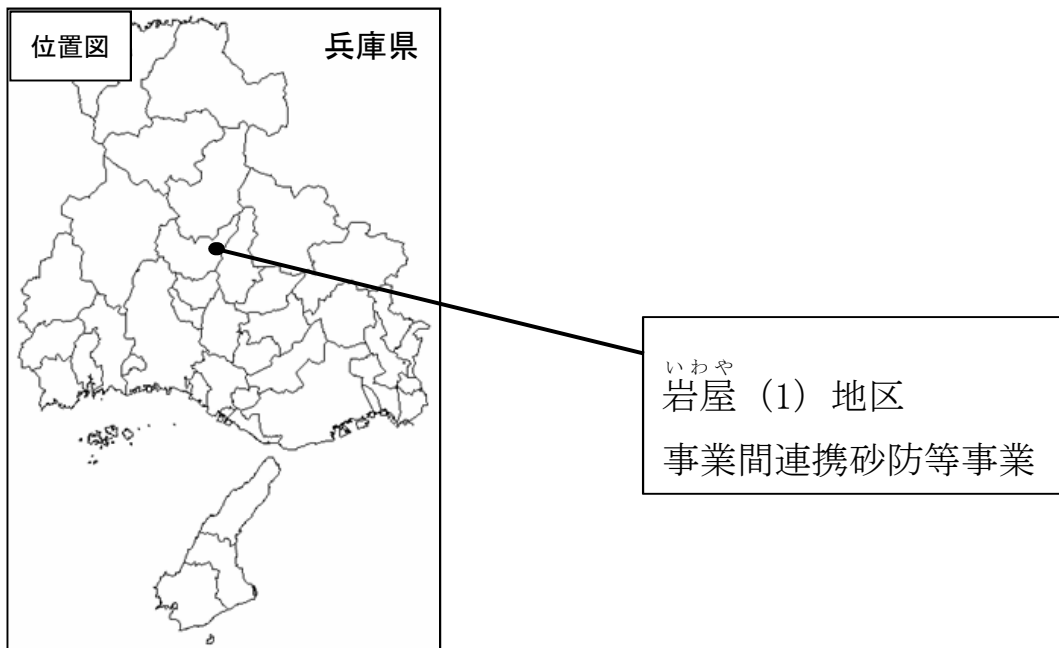 位置図
兵庫県
いわや
岩屋（1）地区
事業間連携砂防等事業